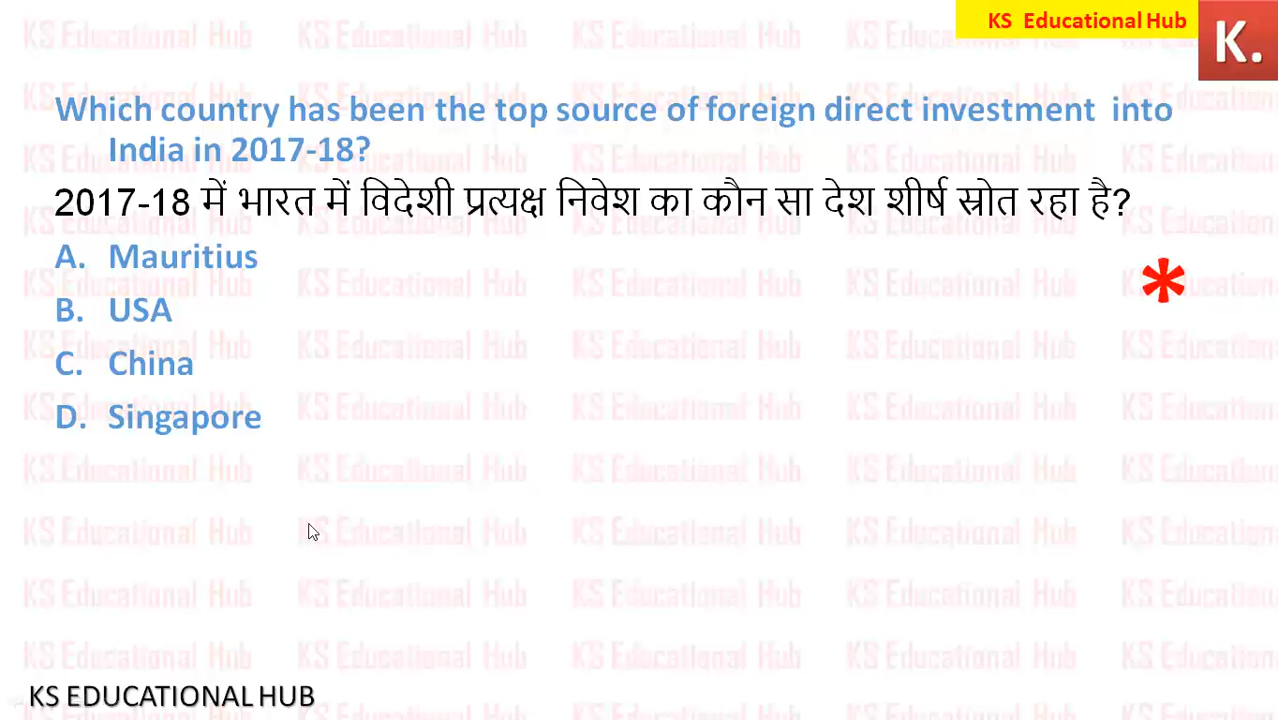 KS Educational Hub
K.
Which country has been the top source of foreign direct investment into
India in 2017-18?
2017-18 में भारत में विदेशी प्रत्यक्ष निवेश का कौन सा देश शीर्ष स्रोत रहा है?
A. Mauritius
*
B. USA
C. China
D. Singapore
KS EDUCATIONAL HUB